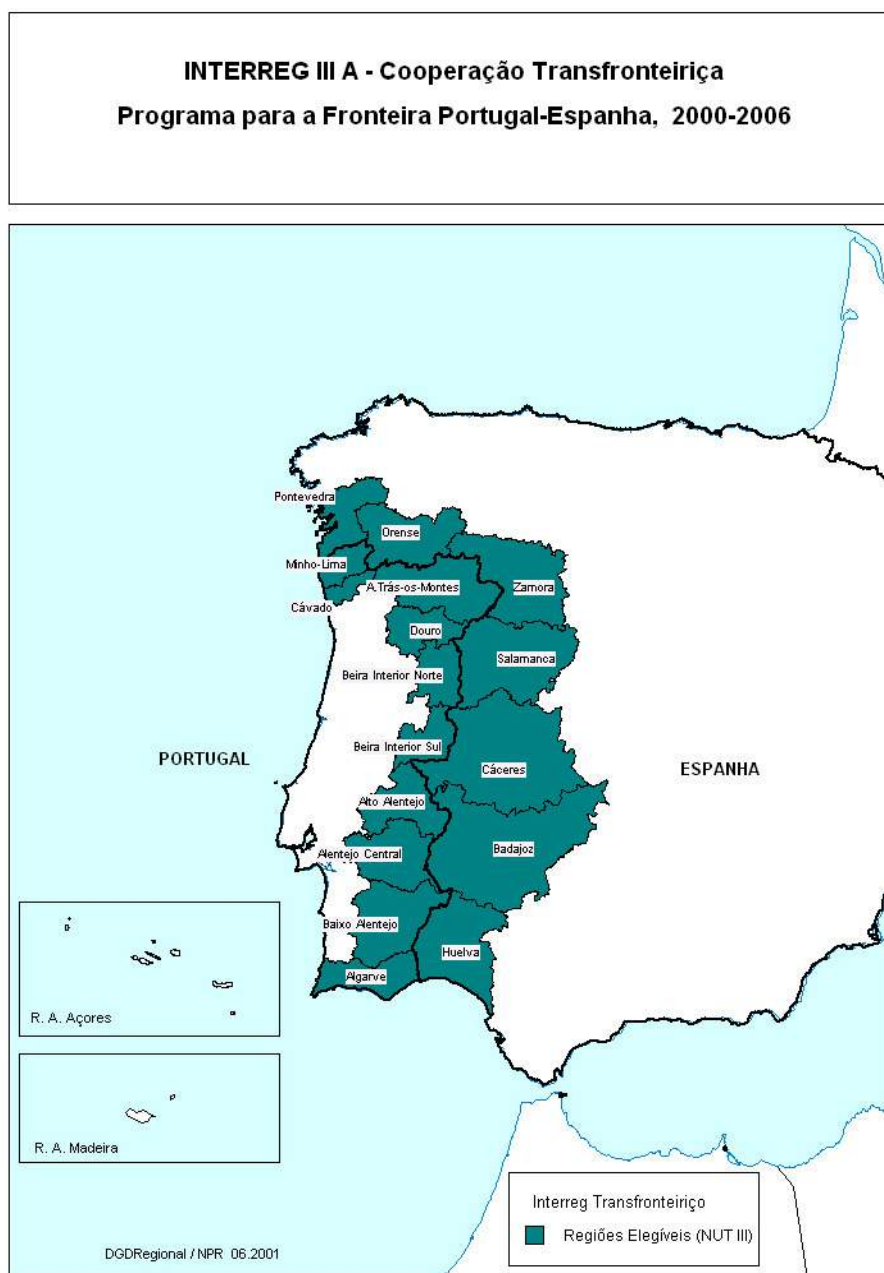 INTERREG III A - Cooperação Transfronteiriça
Programa para a Fronteira Portugal-Espanha, 2000-2006
Pontevedra
Orense
Minho-Lima
A.Trás-os-Montes
Zamora
Cávado
Douro
Salamanca
Beira Interior Norte
Beira Interior Sul
PORTUGAL
Cáceres
ESPANHA
Alto Alentejo
Alentejo Central
Badajoz
Baixo Alentejo
Huelva
Algarve
R. A. Açores
R. A. Madeira
Interreg Transfronteiriço
Regiões Elegíveis (NUT III)
DGDRegional / NPR 06.2001